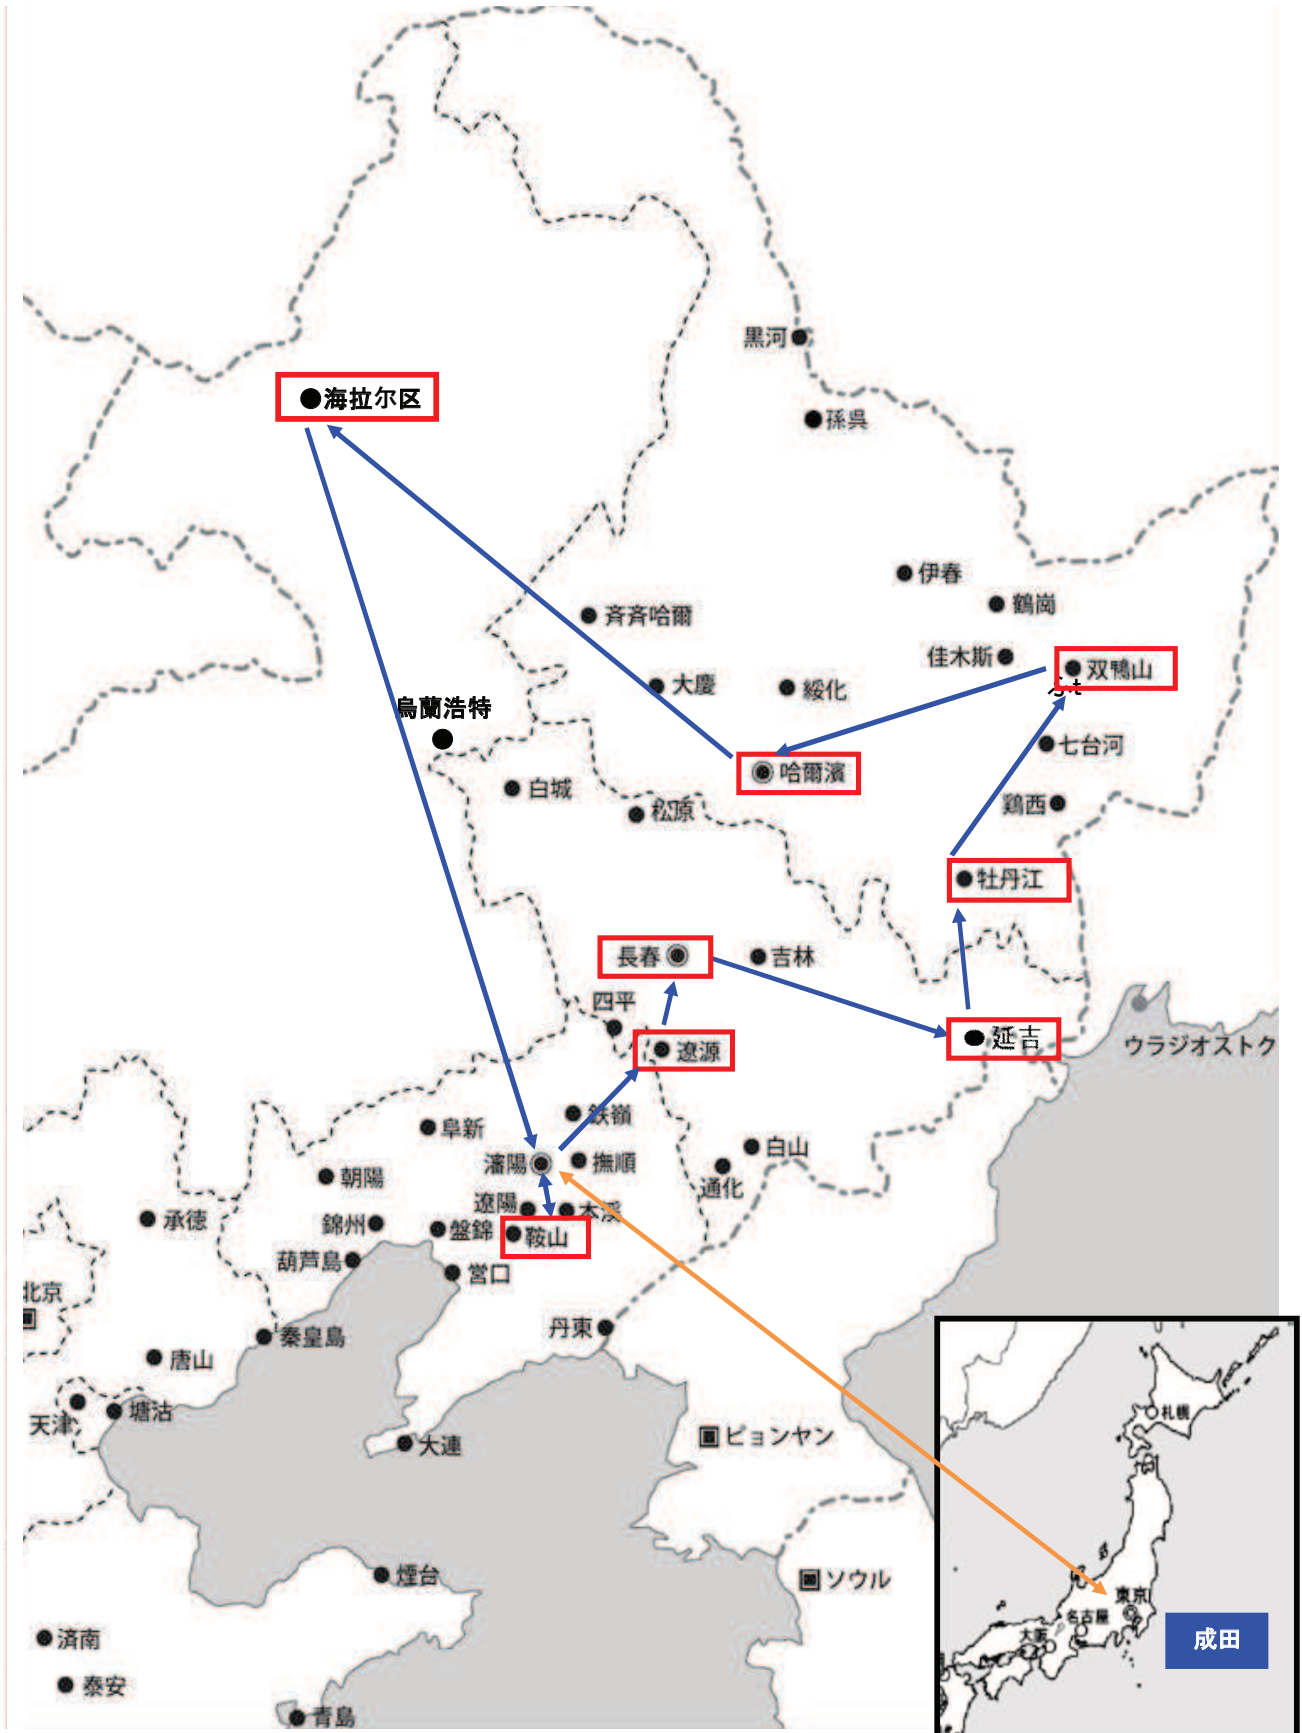 黒河
海拉尔区
孫呉
伊春
鶴崗
斉斉哈爾
佳木斯
双鴨山
大慶
綏化
烏蘭浩特
七台河
哈爾濱
白城
松原
鶏西
牡丹江
長春
吉林
四平
延吉
遼源
ウラジオストク
阜新
鉄嶺
白山
瀋陽
撫順
朝陽
通化
遼陽
本渓
承徳
錦州
盤錦
鞍山
葫芦島
営口
北京
丹東
秦皇島
唐山
天津
塘沽
大連
ピョンヤン
札幌
煙台
ソウル
東京
名古屋
大阪
成田
済南
泰安
青島